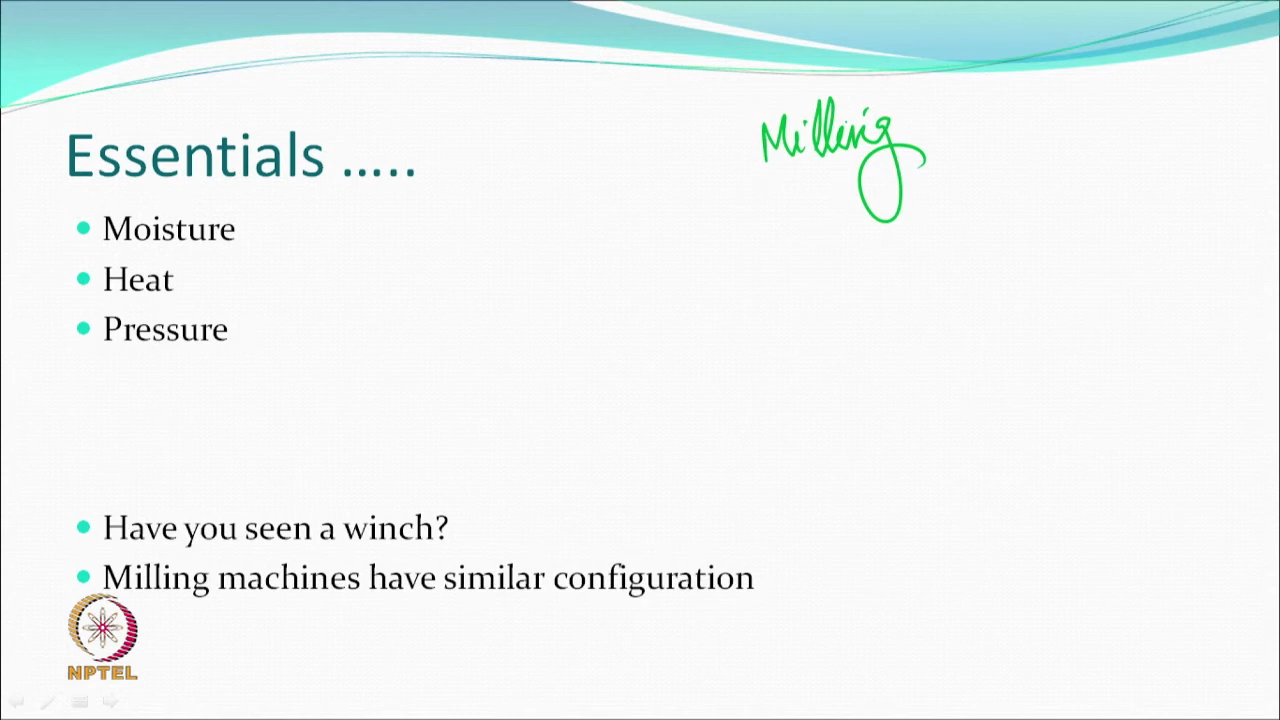 Milling
Essentials …..
Moisture
Heat
Pressure
Have you seen a winch?
Milling machines have similar configuration
NPTEL